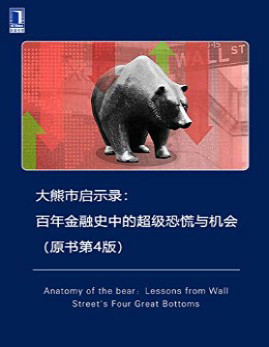 WALL ST
大熊市启示录：
百年金融史中的超级恐慌与机会
（原书第4版）
Anatomy of the bear：Lessons from Wall
Street's Four Great Bottoms